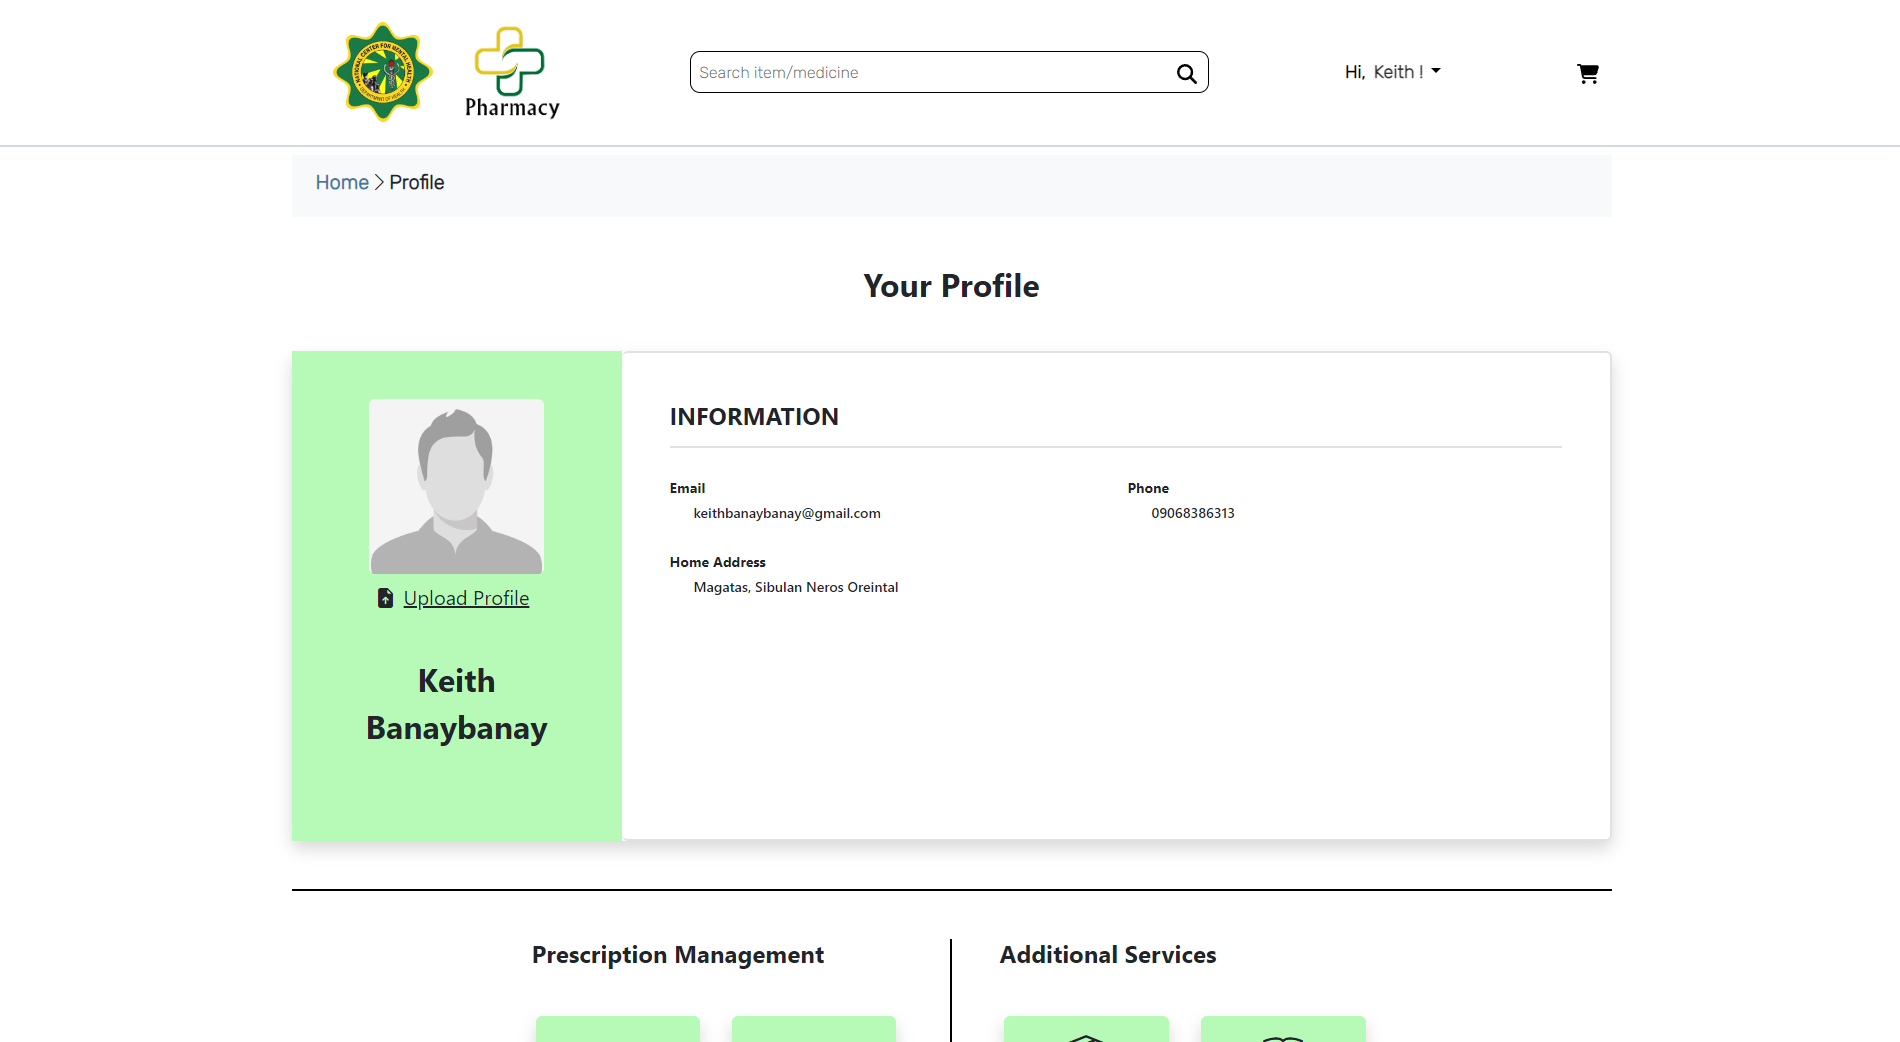 NATIONAL CENTER FOR MENTAL HEALTH
DEPARTMENT OF HEALTH
Pharmacy
Search item/medicine
Hi, Keith !
Home > Profile
Your Profile
Upload Profile
Keith
Banaybanay
INFORMATION
Email
keithbanaybanay@gmail.com
Phone
09068386313
Home Address
Magatas, Sibulan Neros Oreintal
Prescription Management
Additional Services